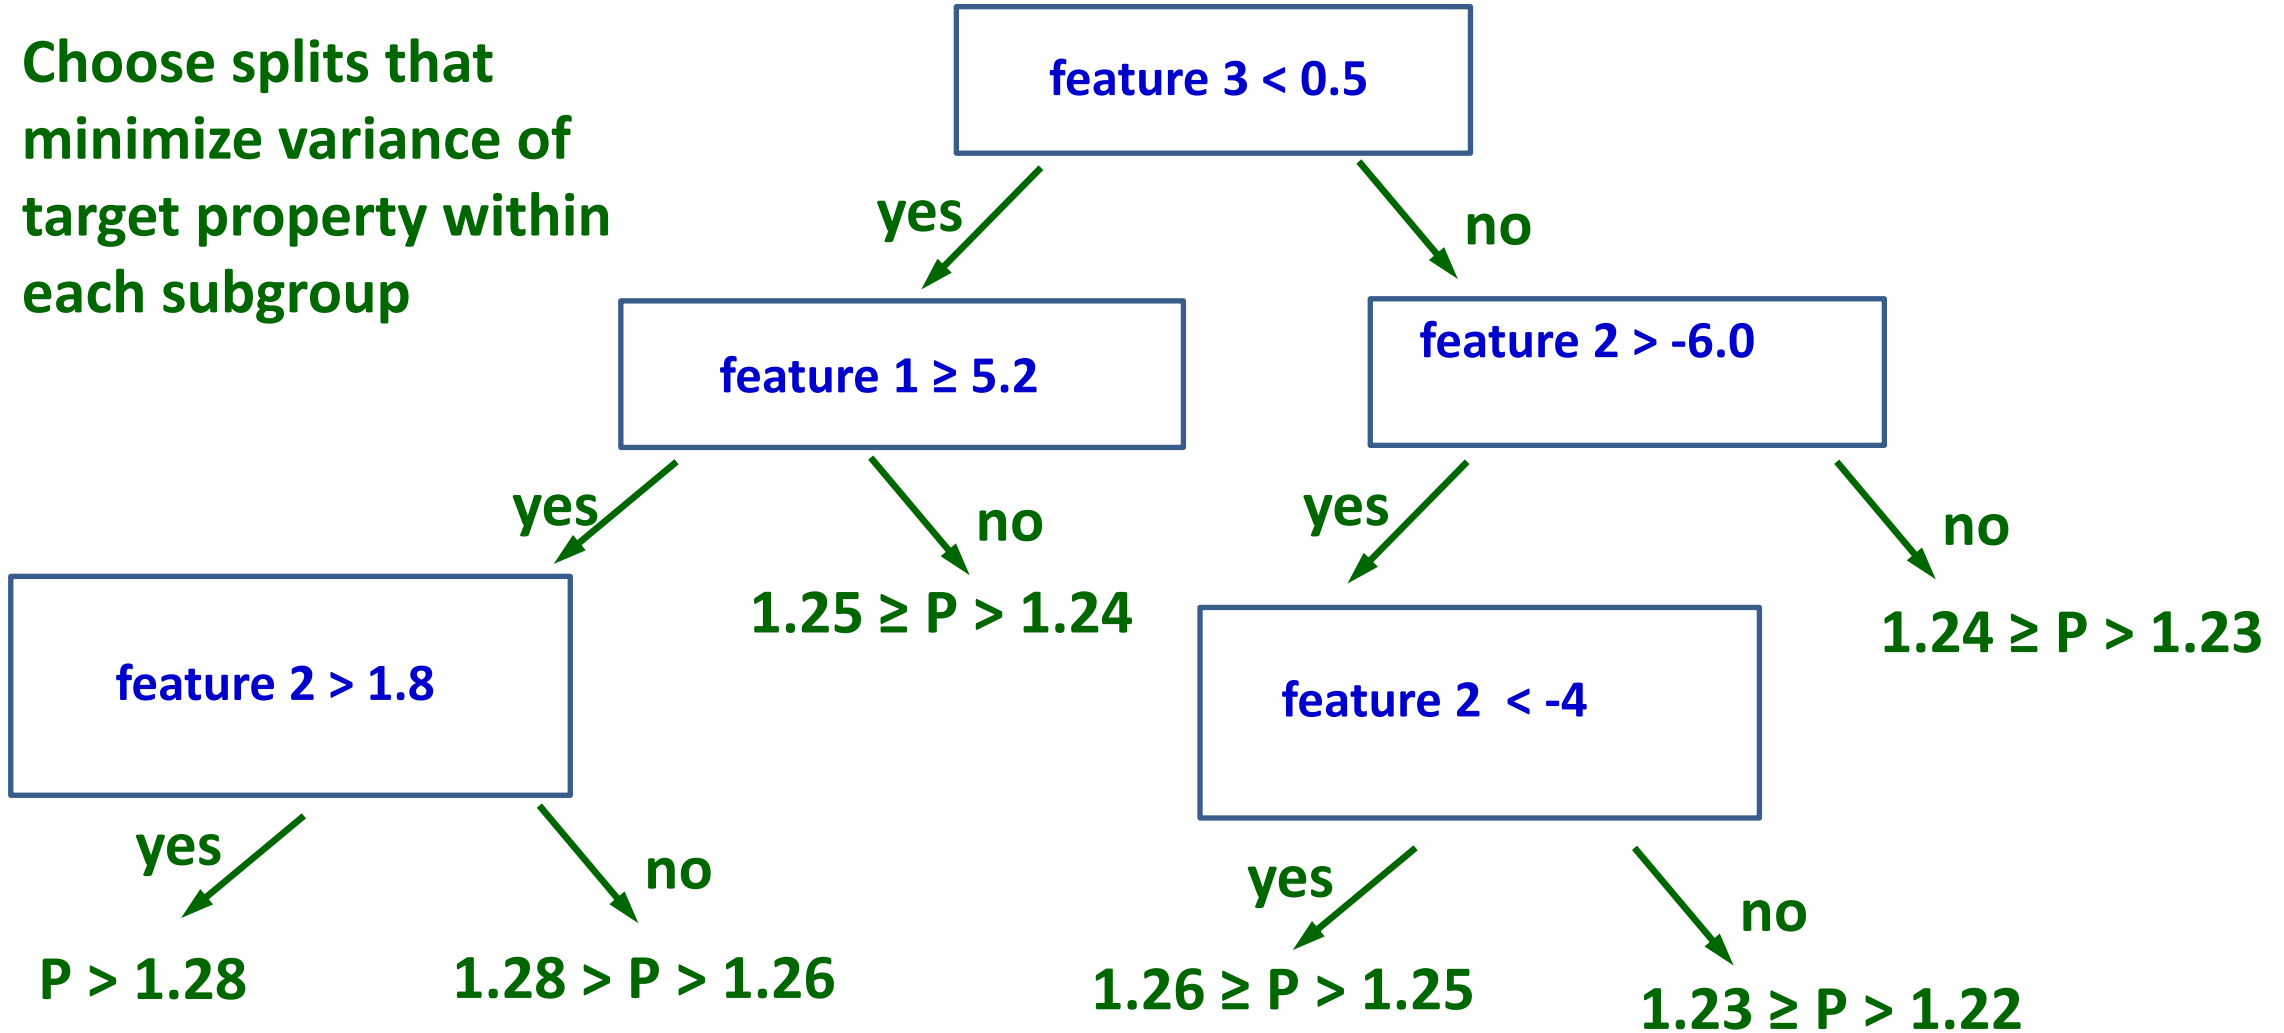 Choose splits that
minimize variance of
target property within
each subgroup
feature 3 < 0.5
yes
no
feature 1 ≥ 5.2
feature 2 > -6.0
yes
no
yes
no
1.25 ≥ P > 1.24
1.24 ≥ P > 1.23
feature 2 > 1.8
feature 2 < -4
yes
no
yes
no
P > 1.28
1.28 > P > 1.26
1.26 ≥ P > 1.25
1.23 ≥ P > 1.22